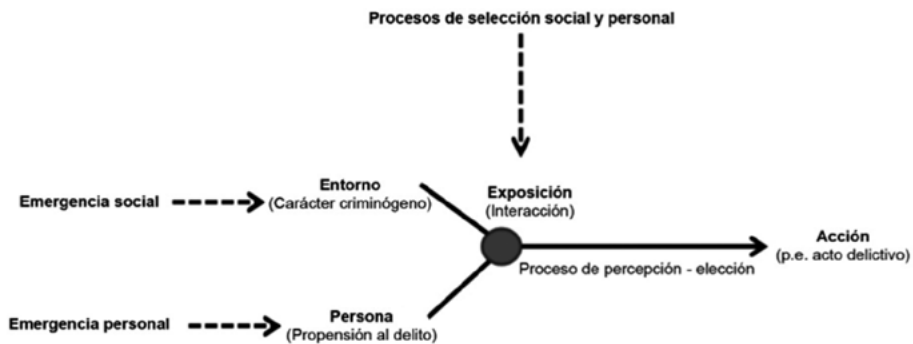 Procesos de selección social y personal
Entorno
(Carácter criminógeno)
Emergencia social
Exposición
(Interacción)
Acción
(p.e. acto delictivo)
Proceso de percepción - elección
Emergencia personal
Persona
(Propensión al delito)